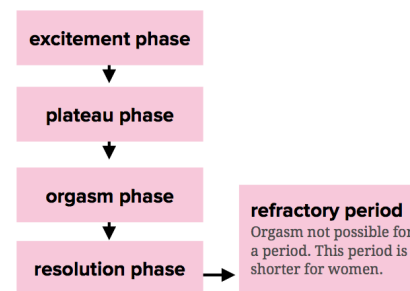 excitement phase
plateau phase
orgasm phase
resolution phase
refractory period
Orgasm not possible for
a period. This period is
shorter for women.